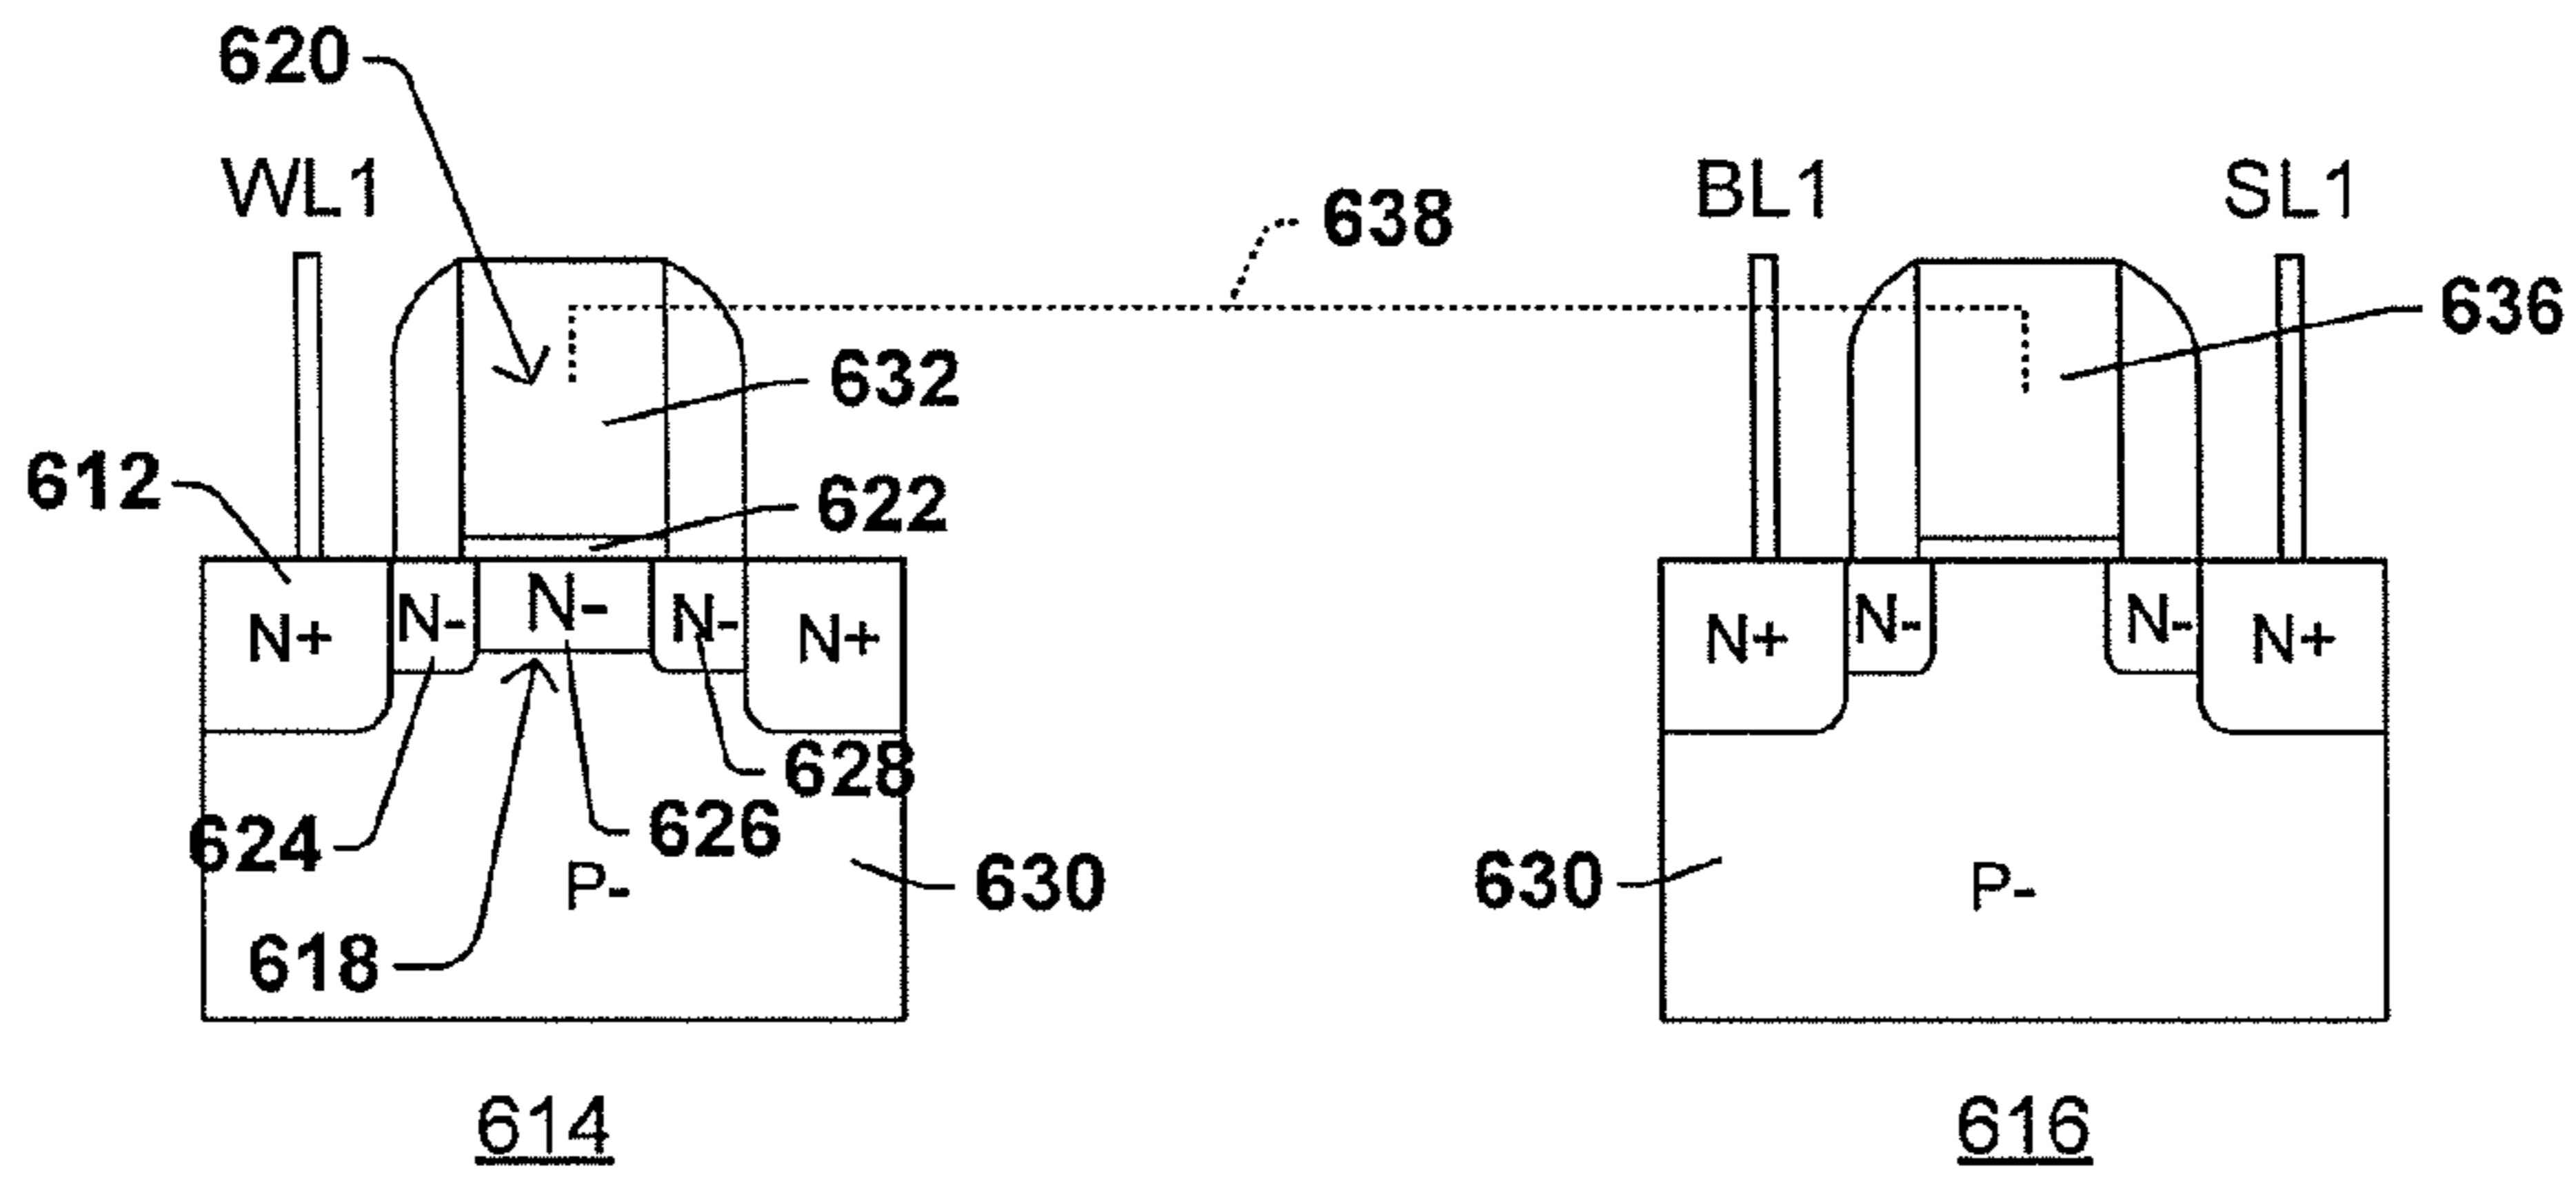 620
WL1
638
BL1
SL1
636
632
612
622
N+
N-
N-
N-
N+
N+
N-
N-
N+
628
624
626
P-
630
630
P-
618
614
616